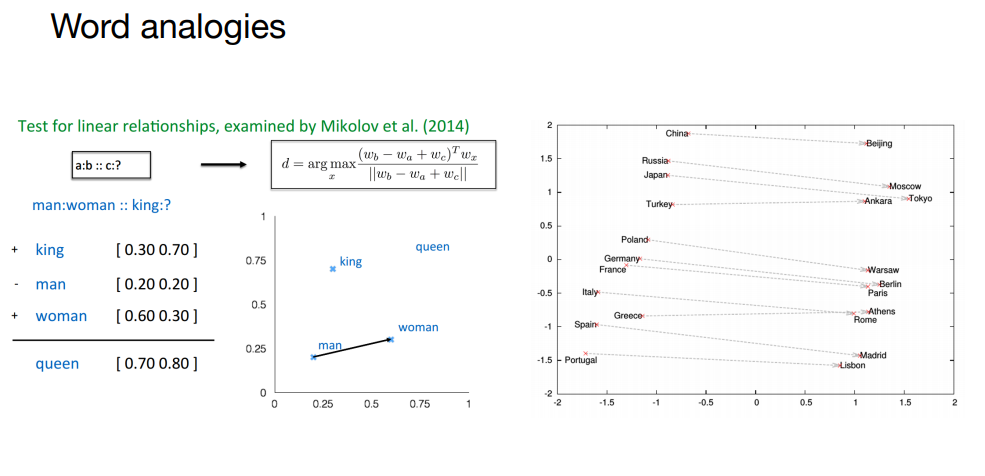 Word analogies
Test for linear relationships, examined by Mikolov et al. (2014)
a:b :: c:?
d = arg max_x (w_b − w_a + w_c)^T w_x / ||w_b − w_a + w_c||
man:woman :: king:?
+ king [ 0.30 0.70 ]
- man [ 0.20 0.20 ]
+ woman [ 0.60 0.30 ]
queen [ 0.70 0.80 ]
1
0.75
0.5
0.25
0
0 0.25 0.5 0.75 1
queen
king
woman
man
2
1.5
1
0.5
0
-0.5
-1
-1.5
-2
-2 -1.5 -1 -0.5 0 0.5 1 1.5 2
China
Beijing
Russia
Japan
Moscow
Tokyo
Turkey
Ankara
Poland
Germany
France
Warsaw
Berlin
Paris
Italy
Greece
Athens
Rome
Spain
Madrid
Portugal
Lisbon